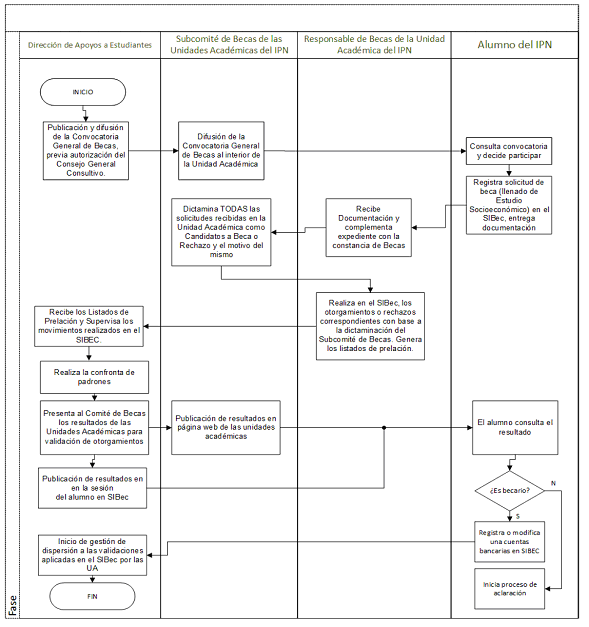 Dirección de Apoyos a Estudiantes
Subcomité de Becas de las
Unidades Académicas del IPN
Responsable de Becas de la Unidad
Académica del IPN
Alumno del IPN
INICIO
Publicación y difusión
de la Convocatoria
General de Becas,
previa autorización del
Consejo General
Consultivo.
Difusión de la
Convocatoria General
de Becas al interior de
la Unidad Académica
Consulta convocatoria
y decide participar
Registra solicitud de
beca (llenado de
Estudio
Socioeconómico) en el
SIBec, entrega
documentación
Recibe
Documentación y
complementa
expediente con la
constancia de Becas
Dictamina TODAS las
solicitudes recibidas en la
Unidad Académica como
Candidatos a Beca o
Rechazo y el motivo del
mismo
Realiza en el SIBec, los
otorgamientos o rechazos
correspondientes con base a
la dictaminación del
Subcomité de Becas. Genera
los listados de prelación.
Recibe los Listados de
Prelación y Supervisa los
movimientos realizados en el
SIBEC.
Realiza la confronta de
padrones
Presenta al Comité de Becas
los resultados de las
Unidades Académicas para
validación de otorgamientos
Publicación de resultados en
página web de las unidades
académicas
El alumno consulta el
resultado
Publicación de resultados en
en la sesión
del alumno en SIBec
¿Es becario?
N
S
Registra o modifica
una cuentas
bancarias en SIBEC
Inicio de gestión de
dispersión a las validaciones
aplicadas en el SIBec por las
UA
Inicia proceso de
aclaración
FIN
Fase